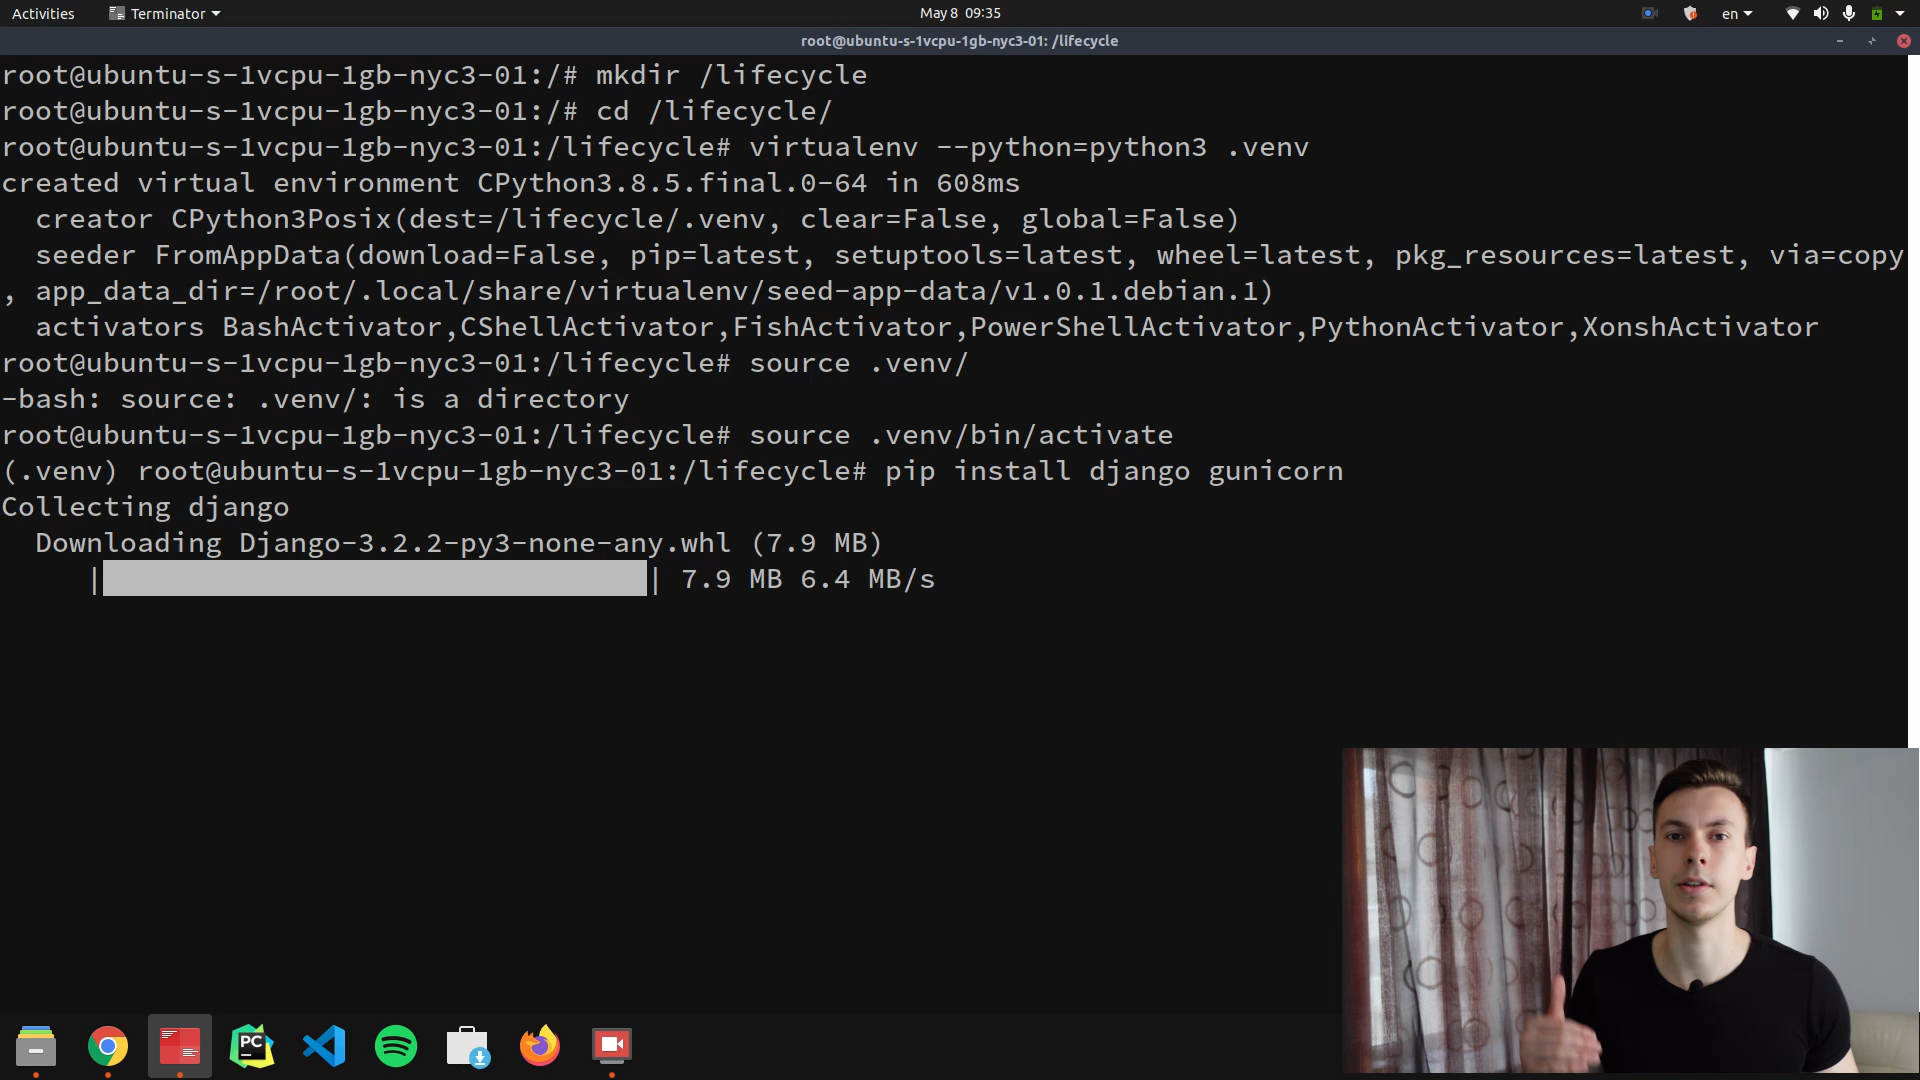 Activities Terminator May 8 09:35 en
root@ubuntu-s-1vcpu-1gb-nyc3-01: /lifecycle
root@ubuntu-s-1vcpu-1gb-nyc3-01:/# mkdir /lifecycle
root@ubuntu-s-1vcpu-1gb-nyc3-01:/# cd /lifecycle/
root@ubuntu-s-1vcpu-1gb-nyc3-01:/lifecycle# virtualenv --python=python3 .venv
created virtual environment CPython3.8.5.final.0-64 in 608ms
creator CPython3Posix(dest=/lifecycle/.venv, clear=False, global=False)
seeder FromAppData(download=False, pip=latest, setuptools=latest, wheel=latest, pkg_resources=latest, via=copy
, app_data_dir=/root/.local/share/virtualenv/seed-app-data/v1.0.1.debian.1)
activators BashActivator,CShellActivator,FishActivator,PowerShellActivator,PythonActivator,XonshActivator
root@ubuntu-s-1vcpu-1gb-nyc3-01:/lifecycle# source .venv/
-bash: source: .venv/: is a directory
root@ubuntu-s-1vcpu-1gb-nyc3-01:/lifecycle# source .venv/bin/activate
(.venv) root@ubuntu-s-1vcpu-1gb-nyc3-01:/lifecycle# pip install django gunicorn
Collecting django
Downloading Django-3.2.2-py3-none-any.whl (7.9 MB)
| | 7.9 MB 6.4 MB/s
PC